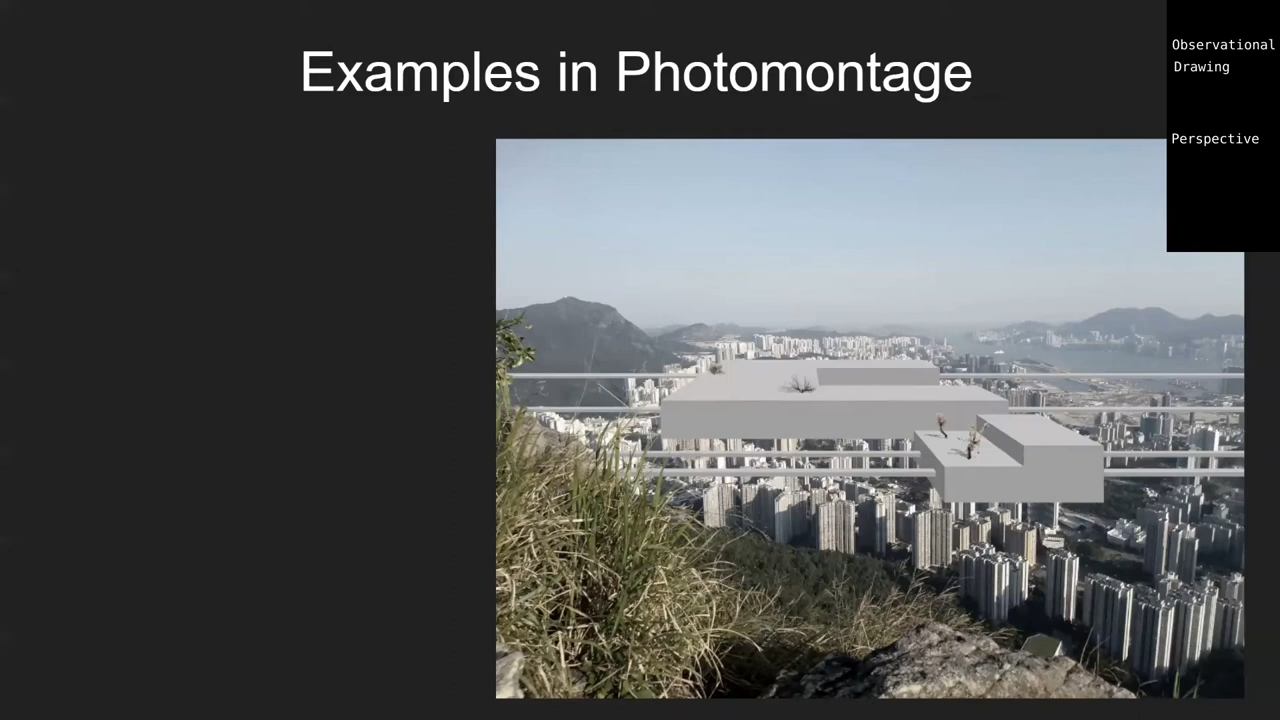 Examples in Photomontage
Observational
Drawing
Perspective